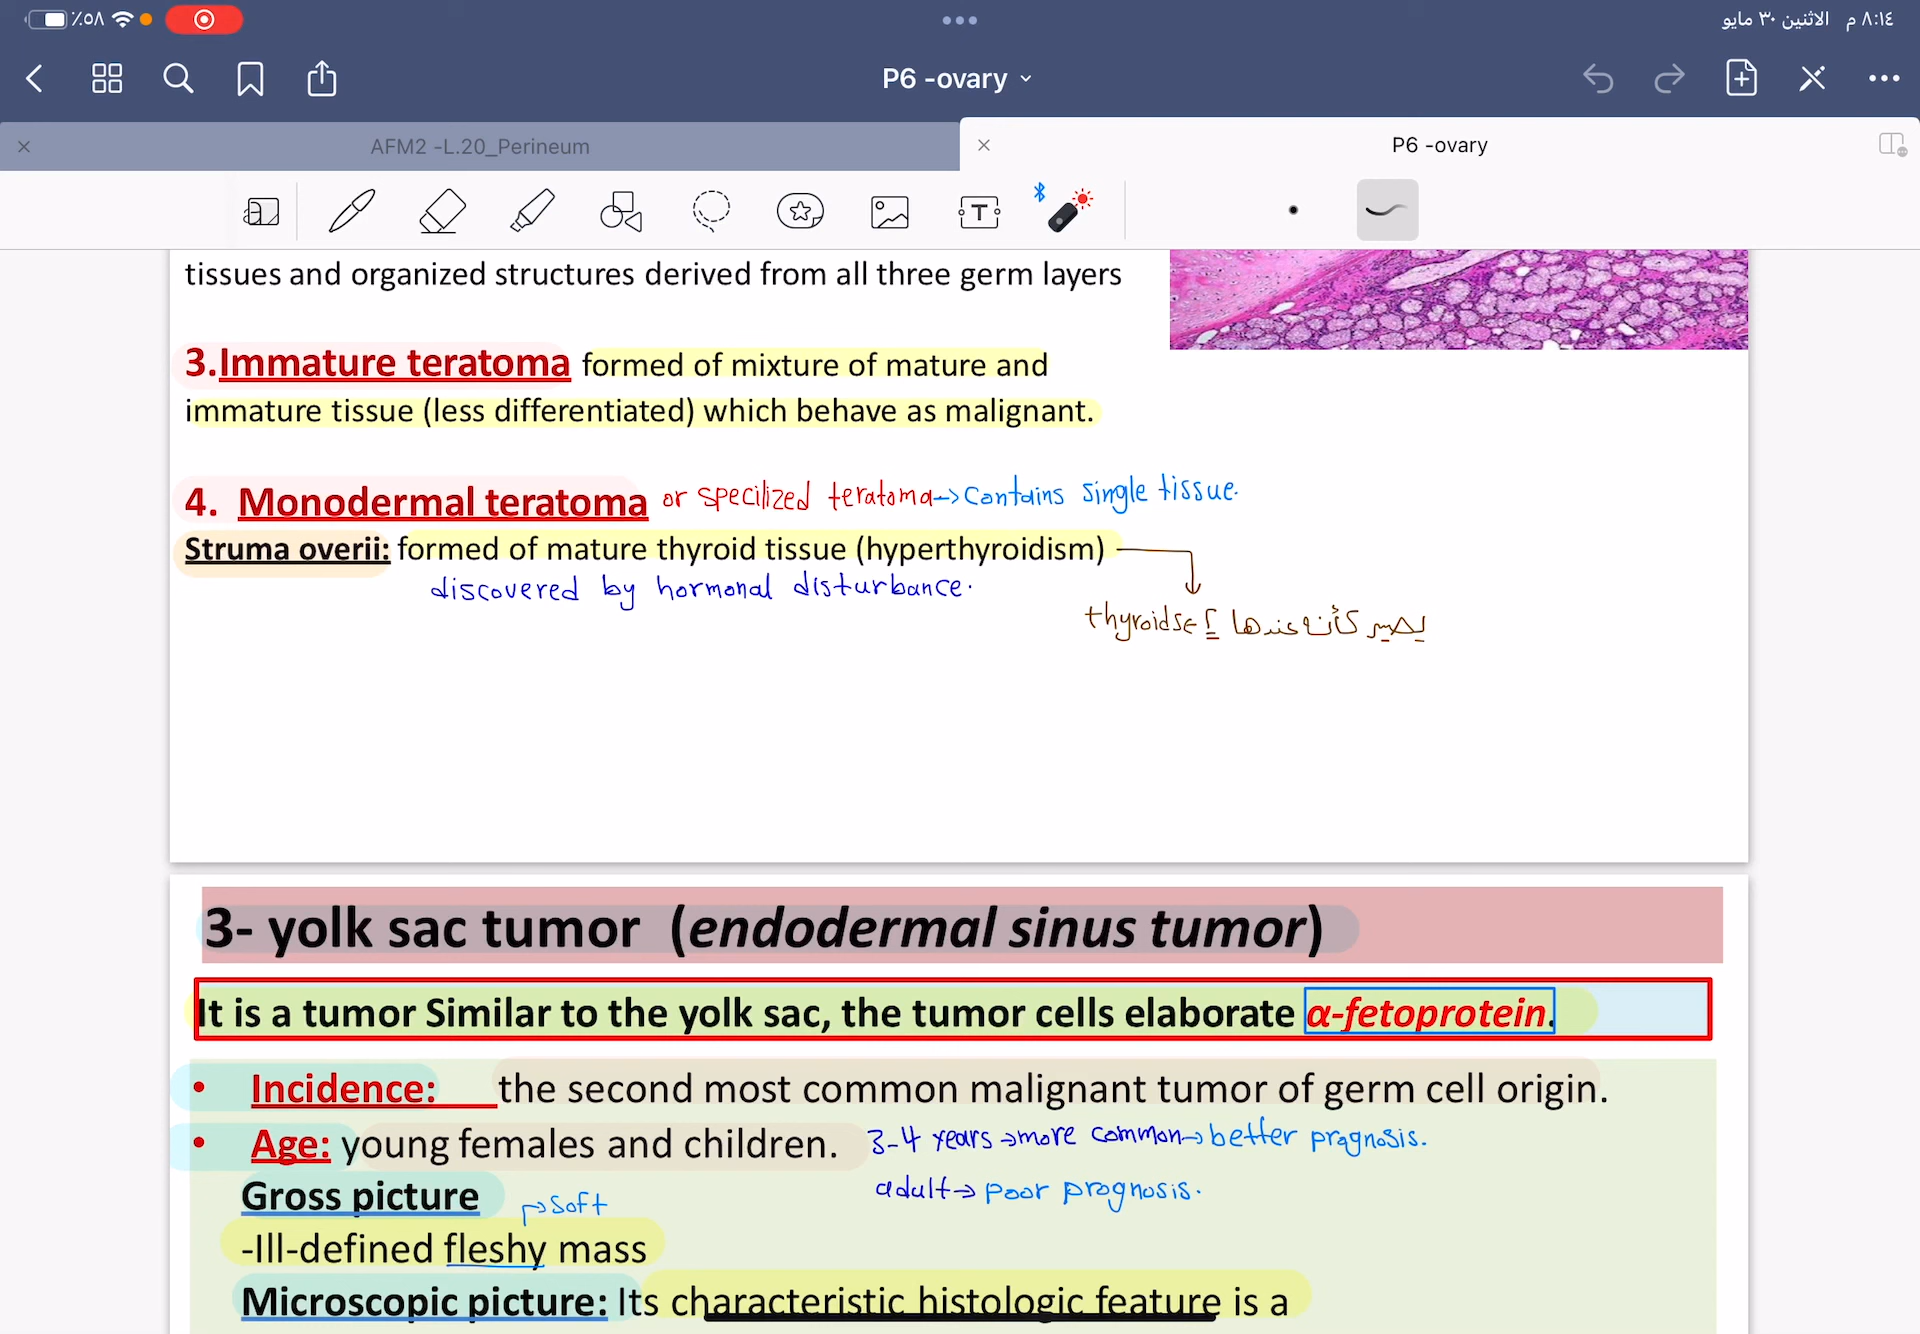 ٪٥٨
٨:١٤ م الاثنين ٣٠ مايو
P6 -ovary
AFM2 -L.20_Perineum
P6 -ovary
tissues and organized structures derived from all three germ layers
3.Immature teratoma formed of mixture of mature and
immature tissue (less differentiated) which behave as malignant.
4. Monodermal teratoma or specilized teratoma→contains single tissue.
Struma overii: formed of mature thyroid tissue (hyperthyroidism)
discovered by hormonal disturbance.
يصير كأنه عندها ٢ thyroids
3- yolk sac tumor (endodermal sinus tumor)
It is a tumor Similar to the yolk sac, the tumor cells elaborate α-fetoprotein.
• Incidence: the second most common malignant tumor of germ cell origin.
• Age: young females and children. 3-4 years→more common→better prognosis.
adult→poor prognosis.
Gross picture
→soft
-Ill-defined fleshy mass
Microscopic picture: Its characteristic histologic feature is a